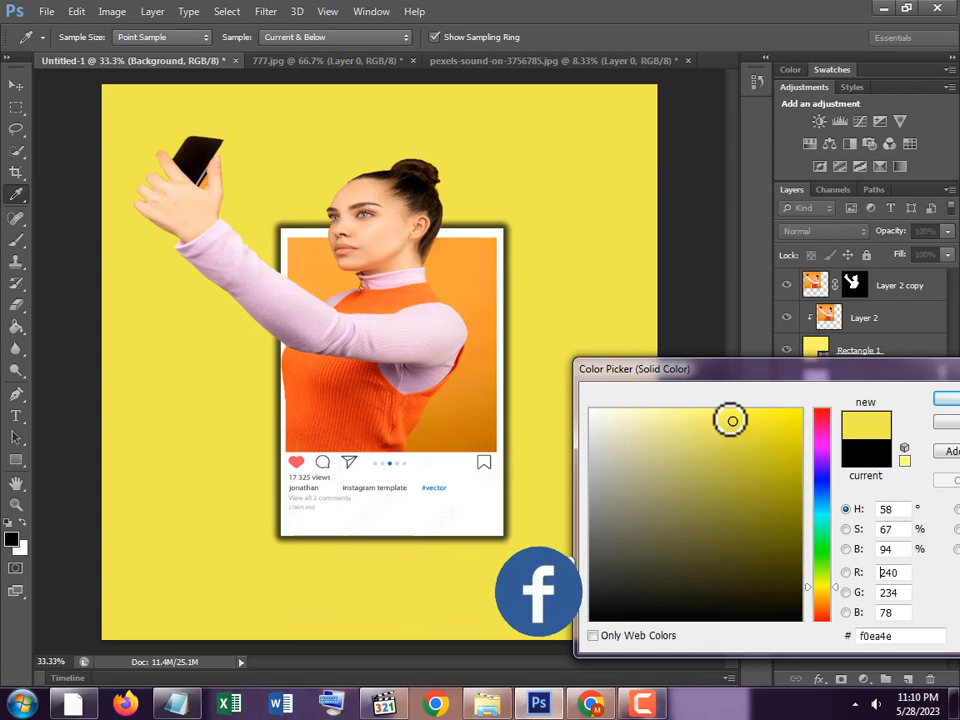 Ps File Edit Image Layer Type Select Filter 3D View Window Help
Sample Size: Point Sample Sample: Current & Below Show Sampling Ring Essentials
Untitled-1 @ 33.3% (Background, RGB/8) * × 777.jpg @ 66.7% (Layer 0, RGB/8) * × pexels-sound-on-3756785.jpg @ 8.33% (Layer 0, RGB/8) * ×
Color Swatches
Adjustments Styles
Add an adjustment
Layers Channels Paths
Kind
Normal Opacity: 100%
Lock: Fill: 100%
Layer 2 copy
Layer 2
Rectangle 1
17 325 views
jonathan instagram template #vector
View all 2 comments
Color Picker (Solid Color)
new
current
Add
H: 58 °
S: 67 %
B: 94 %
R: 240
G: 234
B: 78
Only Web Colors # f0ea4e
f
33.33% Doc: 11.4M/25.1M
Timeline
fx
321
Ps
M
C
11:10 PM
5/28/2023